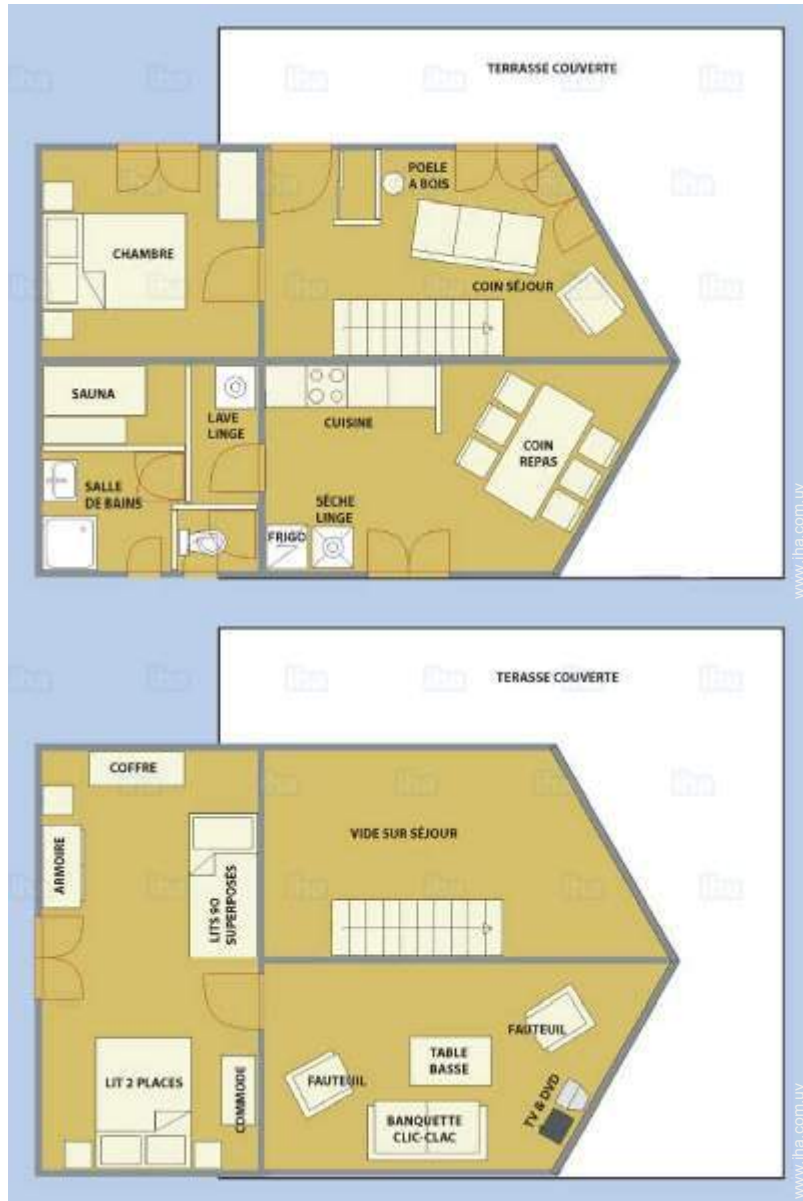 TERRASSE COUVERTE
POELE
A BOIS
CHAMBRE
COIN SÉJOUR
SAUNA
LAVE
LINGE
CUISINE
COIN
REPAS
SALLE
DE BAINS
SÈCHE
LINGE
FRIGO
www.iha.com.uy
TERASSE COUVERTE
COFFRE
ARMOIRE
LITS 90
SUPERPOSÉS
VIDE SUR SÉJOUR
FAUTEUIL
TABLE
BASSE
FAUTEUIL
LIT 2 PLACES
COMMODE
BANQUETTE
CLIC-CLAC
TV & DVD
www.iha.com.uy